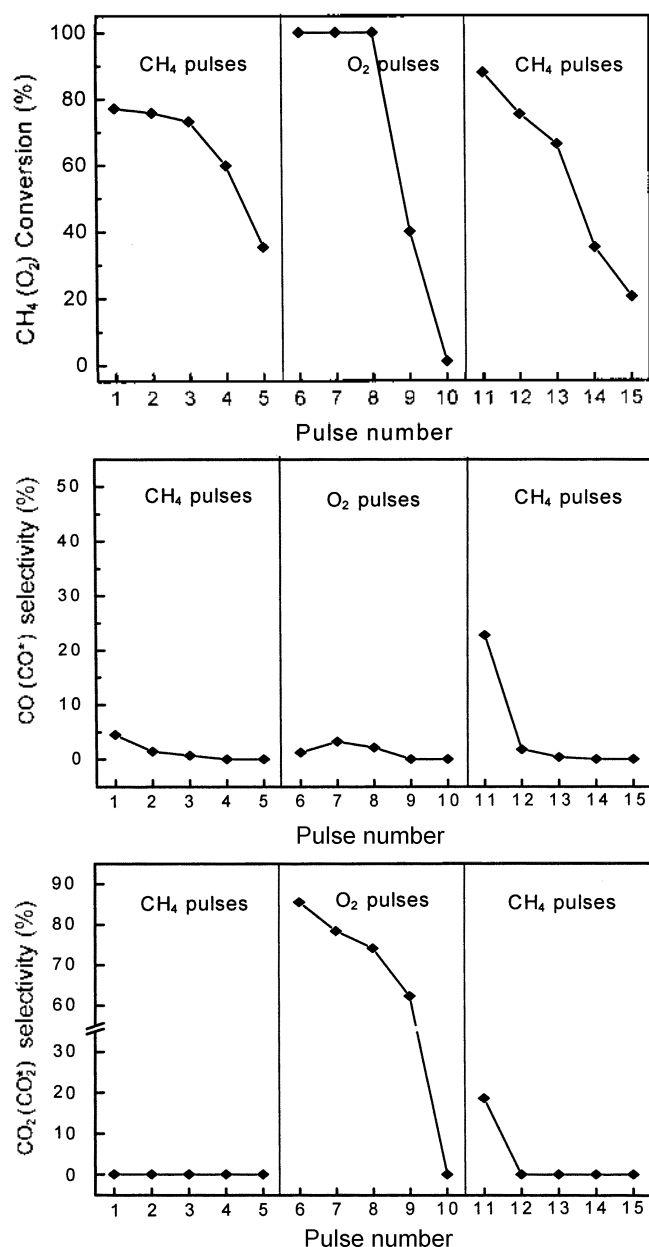 CH₄ (O₂) Conversion (%)
100
80
60
40
20
0
CH₄ pulses
O₂ pulses
CH₄ pulses
1 2 3 4 5 6 7 8 9 10 11 12 13 14 15
Pulse number
CO (CO*) selectivity (%)
50
40
30
20
10
0
CH₄ pulses
O₂ pulses
CH₄ pulses
1 2 3 4 5 6 7 8 9 10 11 12 13 14 15
Pulse number
CO₂ (CO₂*) selectivity (%)
90
80
70
60
30
20
10
0
CH₄ pulses
O₂ pulses
CH₄ pulses
1 2 3 4 5 6 7 8 9 10 11 12 13 14 15
Pulse number